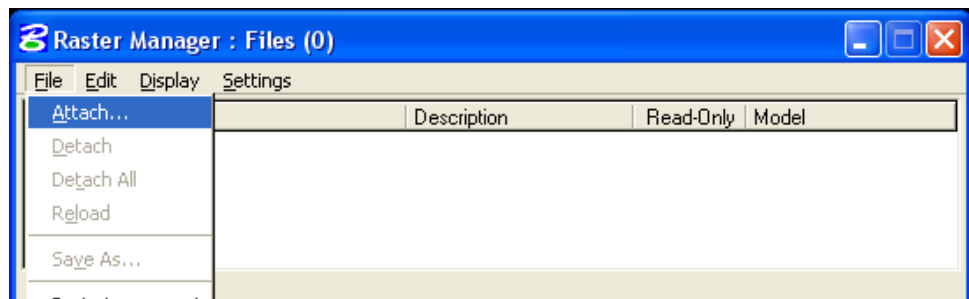 Raster Manager : Files (0)
File Edit Display Settings
Attach... Description Read-Only Model
Detach
Detach All
Reload
Save As...